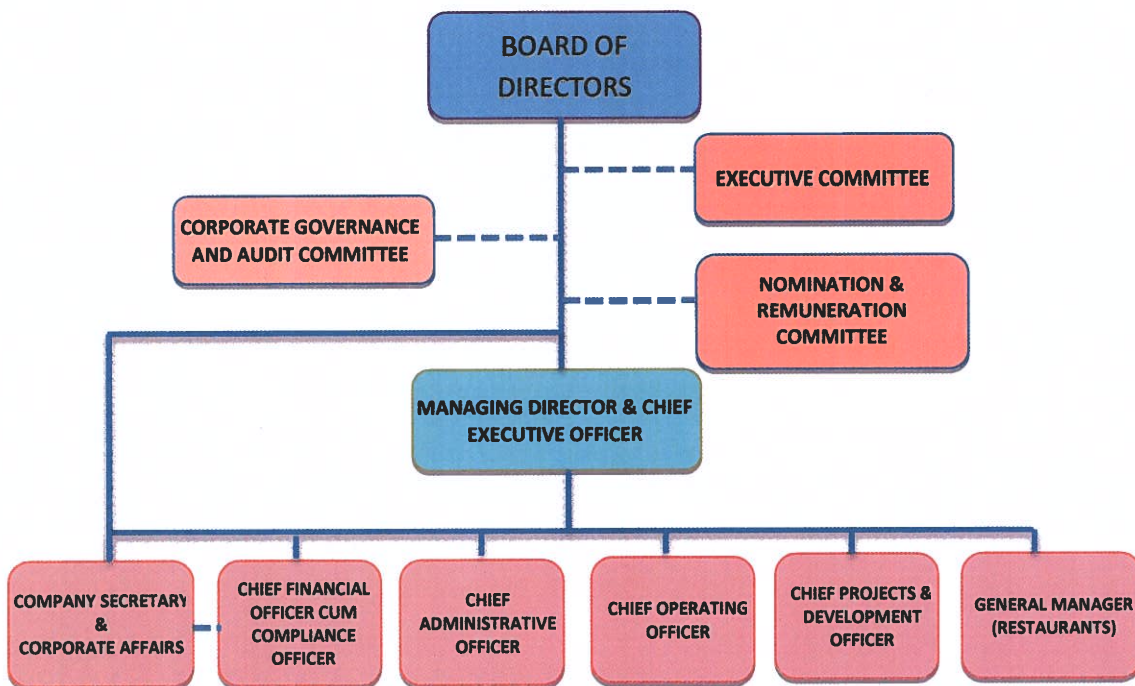 BOARD OF
DIRECTORS
EXECUTIVE COMMITTEE
CORPORATE GOVERNANCE
AND AUDIT COMMITTEE
NOMINATION &
REMUNERATION
COMMITTEE
MANAGING DIRECTOR & CHIEF
EXECUTIVE OFFICER
COMPANY SECRETARY
&
CORPORATE AFFAIRS
CHIEF FINANCIAL
OFFICER CUM
COMPLIANCE
OFFICER
CHIEF
ADMINISTRATIVE
OFFICER
CHIEF OPERATING
OFFICER
CHIEF PROJECTS &
DEVELOPMENT
OFFICER
GENERAL MANAGER
(RESTAURANTS)